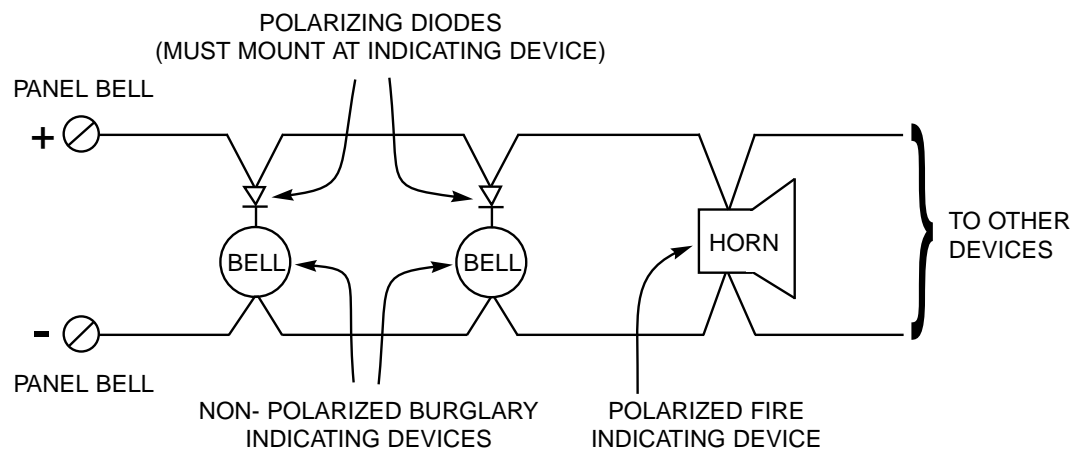 POLARIZING DIODES
(MUST MOUNT AT INDICATING DEVICE)
PANEL BELL
+
BELL
BELL
HORN
TO OTHER
DEVICES
-
PANEL BELL
NON- POLARIZED BURGLARY
INDICATING DEVICES
POLARIZED FIRE
INDICATING DEVICE